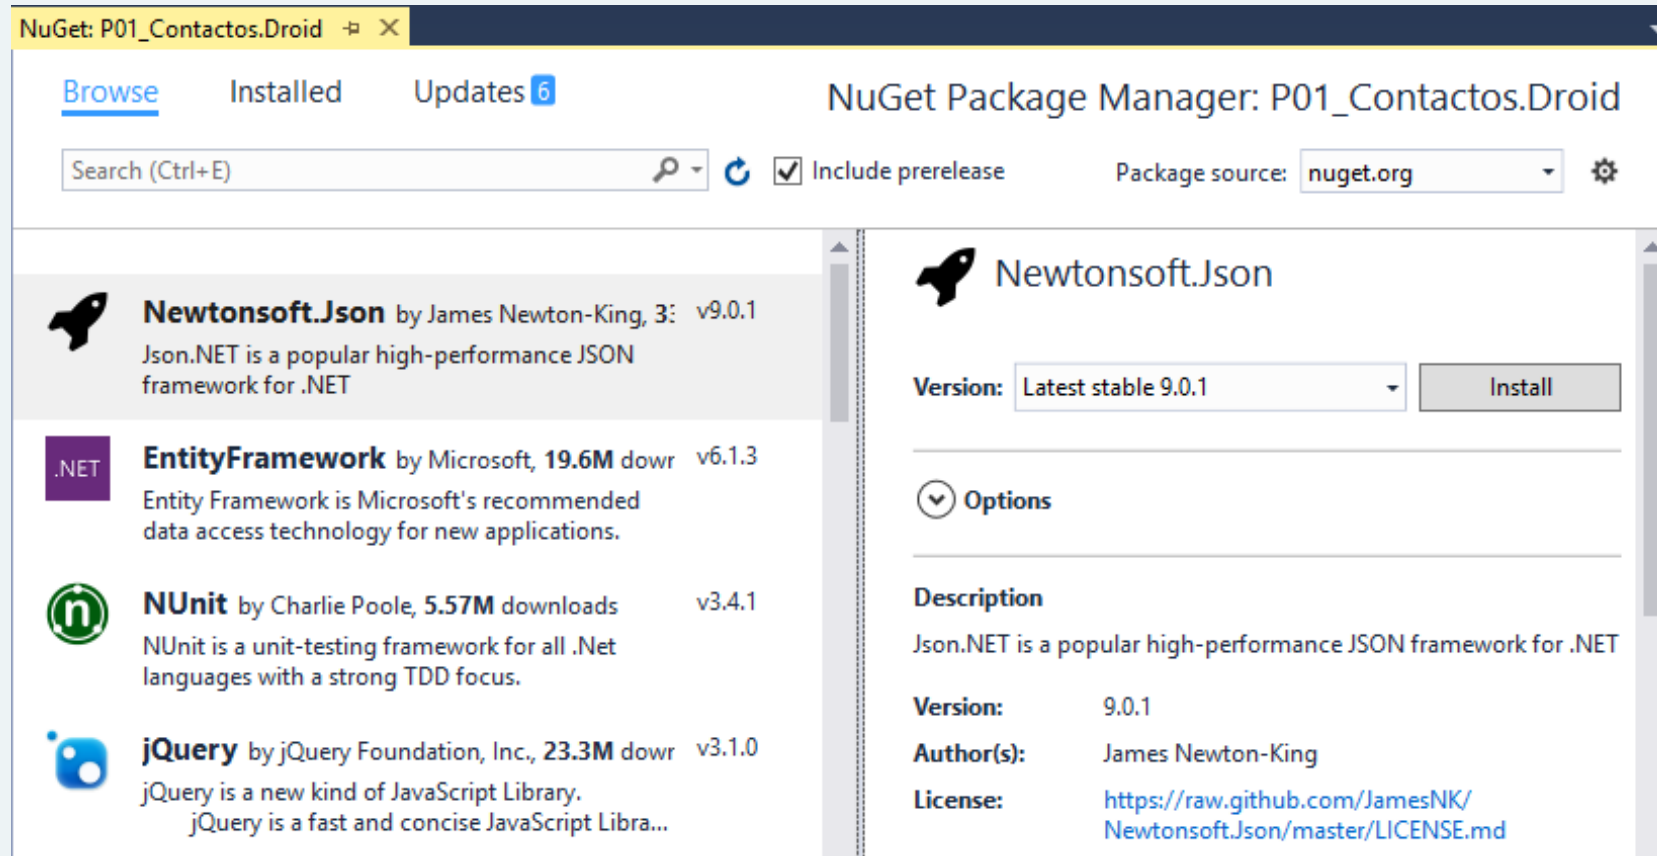 NuGet: P01_Contactos.Droid
Browse Installed Updates 6
NuGet Package Manager: P01_Contactos.Droid
Search (Ctrl+E)
Include prerelease
Package source: nuget.org
Newtonsoft.Json by James Newton-King, v9.0.1
Json.NET is a popular high-performance JSON
framework for .NET
.NET
EntityFramework by Microsoft, 19.6M v6.1.3
Entity Framework is Microsoft's recommended
data access technology for new applications.
n
NUnit by Charlie Poole, 5.57M downloads v3.4.1
NUnit is a unit-testing framework for all .Net
languages with a strong TDD focus.
jQuery by jQuery Foundation, Inc., 23.3M v3.1.0
jQuery is a new kind of JavaScript Library.
jQuery is a fast and concise JavaScript Libra...
Newtonsoft.Json
Version: Latest stable 9.0.1 Install
Options
Description
Json.NET is a popular high-performance JSON framework for .NET
Version: 9.0.1
Author(s): James Newton-King
License: https://raw.github.com/JamesNK/
Newtonsoft.Json/master/LICENSE.md